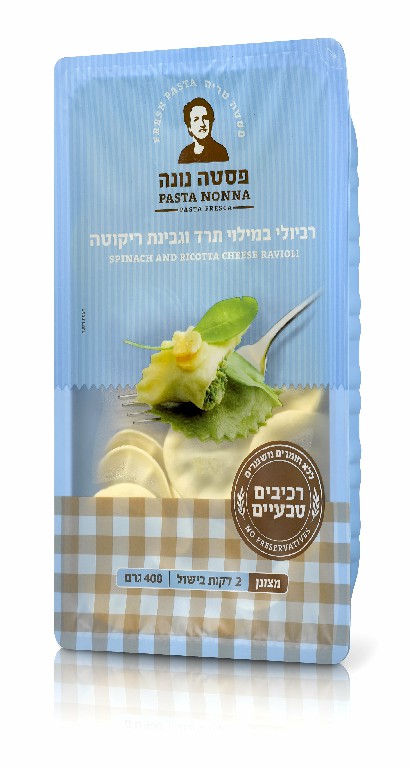 FRESH PASTA פסטה טריה
פסטה נונה
PASTA NONNA
PASTA FRESCA
רביולי במילוי תרד וגבינת ריקוטה
SPINACH AND RICOTTA CHEESE RAVIOLI
ללא חומרים משמרים
רכיבים
טבעיים
NO PRESERVATIVES
מצונן 2 דקות בישול 400 גרם